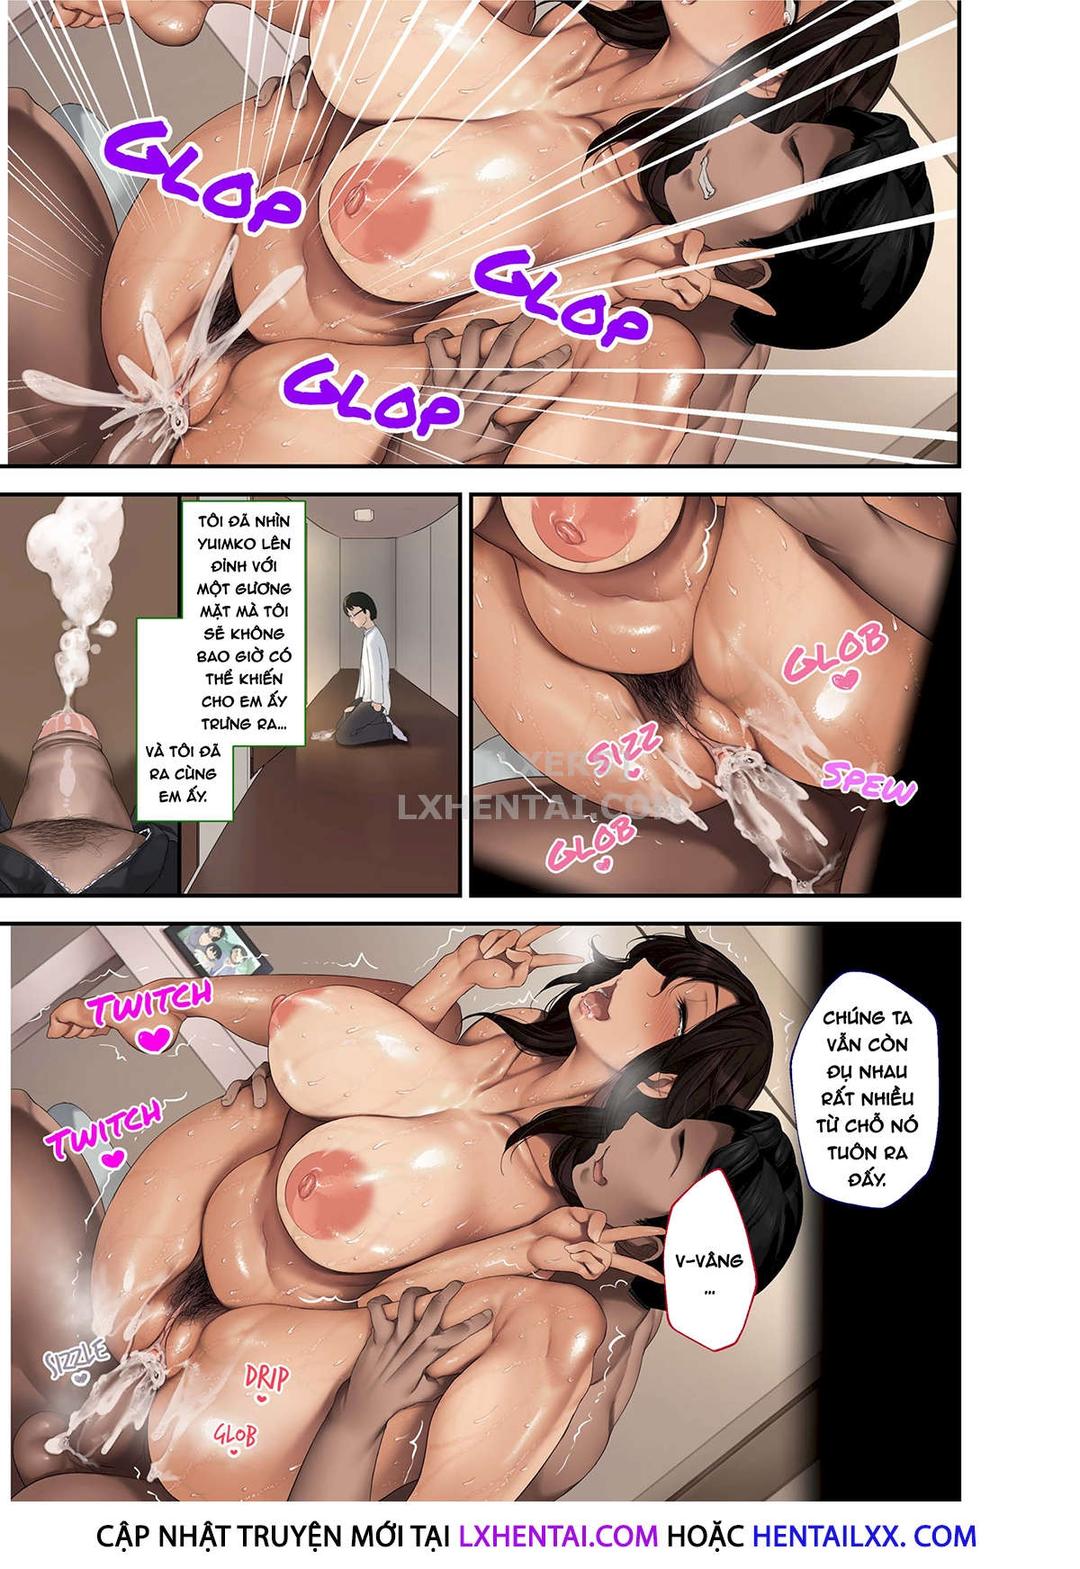 GLOP
GLOP
GLOP
TÔI ĐÃ NHÌN
YUIMKO LÊN
ĐỈNH VỚI
MỘT GƯƠNG
MẶT MÀ TÔI
SẼ KHÔNG
BAO GIỜ CÓ
THỂ KHIẾN
CHO EM ẤY
TRƯNG RA...
VÀ TÔI ĐÃ
RA CÙNG
EM ẤY.
GLOB
SIZZ
SPEW
GLOB
LXHENTAI.COM
TWITCH
TWITCH
CHÚNG TA
VẪN CÒN
ĐỤ NHAU
RẤT NHIỀU
TỪ CHỖ NÓ
TUÔN RA
ĐẤY.
V-VÂNG
...
SIZZLE
DRIP
GLOB
CẬP NHẬT TRUYỆN MỚI TẠI LXHENTAI.COM HOẶC HENTAILXX. COM